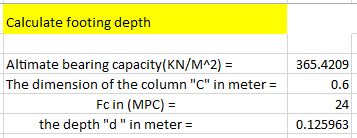 Calculate footing depth
Altimate bearing capacity(KN/M^2) = 365.4209
The dimension of the column "C" in meter = 0.6
Fc in (MPC) = 24
the depth "d " in meter = 0.125963